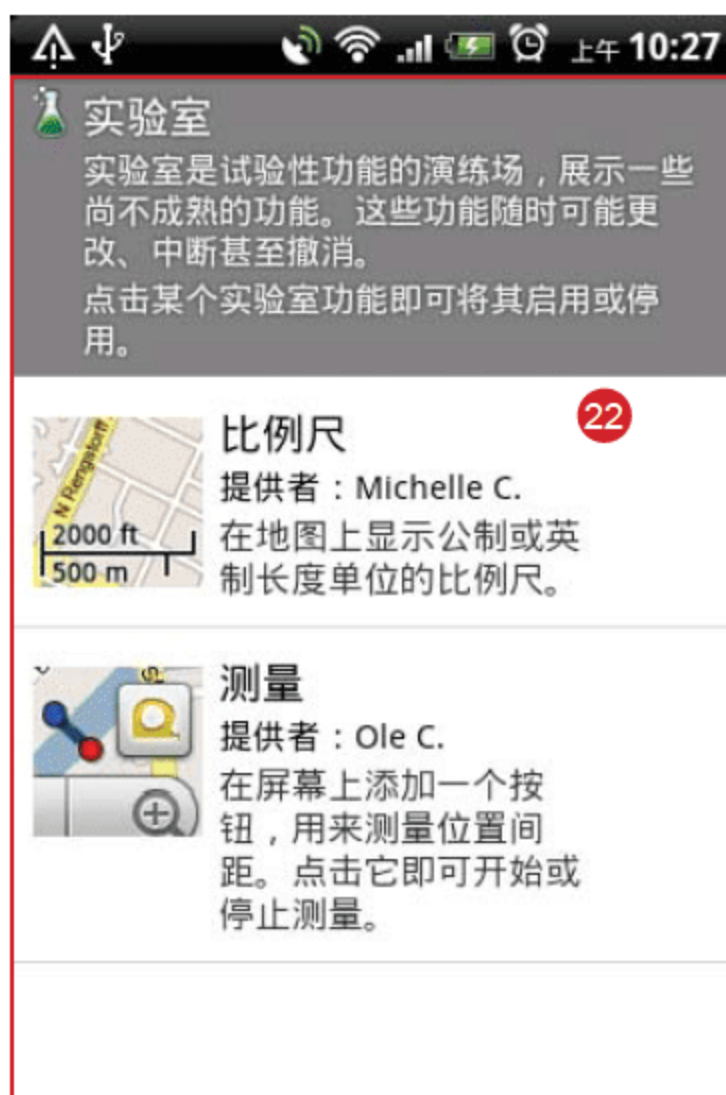 上午 10:27
实验室
实验室是试验性功能的演练场，展示一些
尚不成熟的功能。这些功能随时可能更
改、中断甚至撤消。
点击某个实验室功能即可将其启用或停
用。
22
比例尺
提供者：Michelle C.
在地图上显示公制或英
制长度单位的比例尺。
N Rengstorff
2000 ft
500 m
测量
提供者：Ole C.
在屏幕上添加一个按
钮，用来测量位置间
距。点击它即可开始或
停止测量。